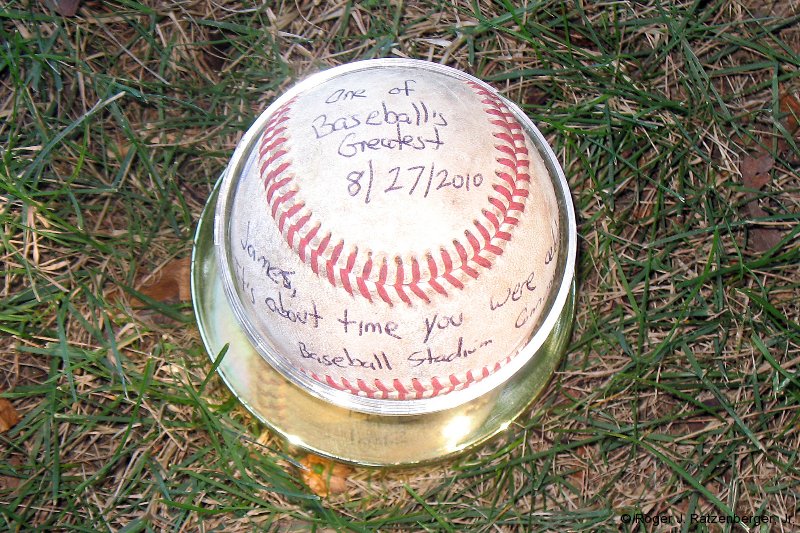 One of
Baseball's
Greatest
8/27/2010
James,
It's about time you were
Baseball Stadium
© Roger J. Ratzenberger, Jr.